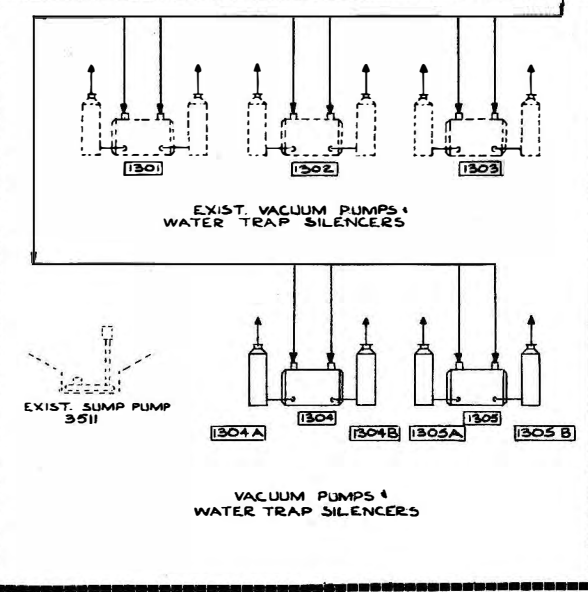 1301 1302 1303
EXIST. VACUUM PUMPS &
WATER TRAP SILENCERS
EXIST. SUMP PUMP
3511
1304 1305
1304A 1304B 1305A 1305 B
VACUUM PUMPS &
WATER TRAP SILENCERS